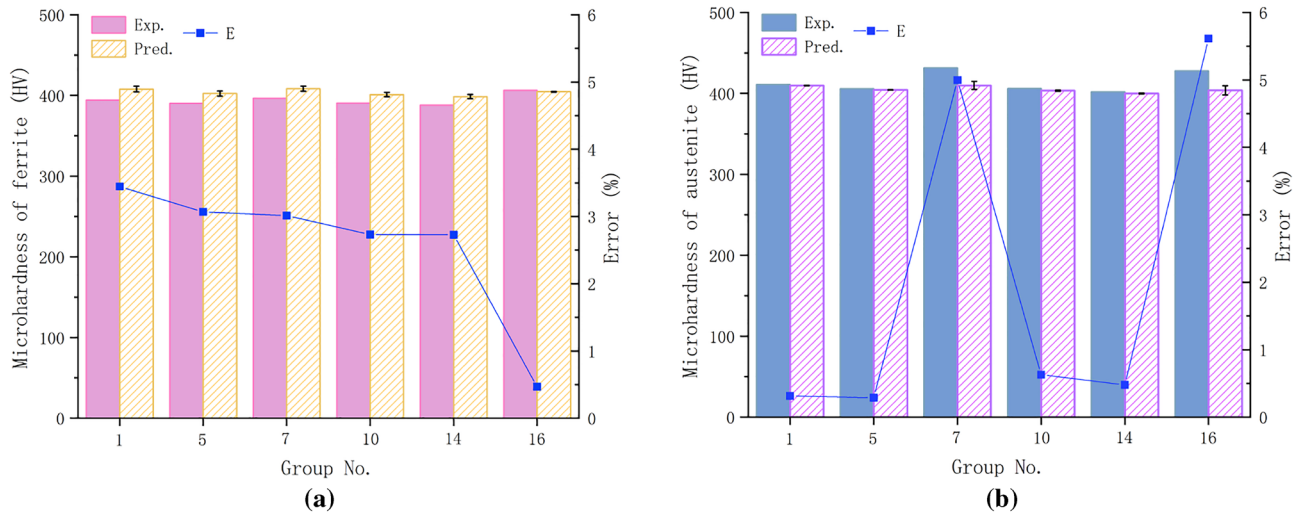 500
400
300
200
100
0
Microhardness of ferrite (HV)
Exp.
Pred.
E
6
5
4
3
2
1
0
Error (%)
1 5 7 10 14 16
Group No.
(a)
500
400
300
200
100
0
Microhardness of austenite (HV)
Exp.
Pred.
E
6
5
4
3
2
1
0
Error (%)
1 5 7 10 14 16
Group No.
(b)